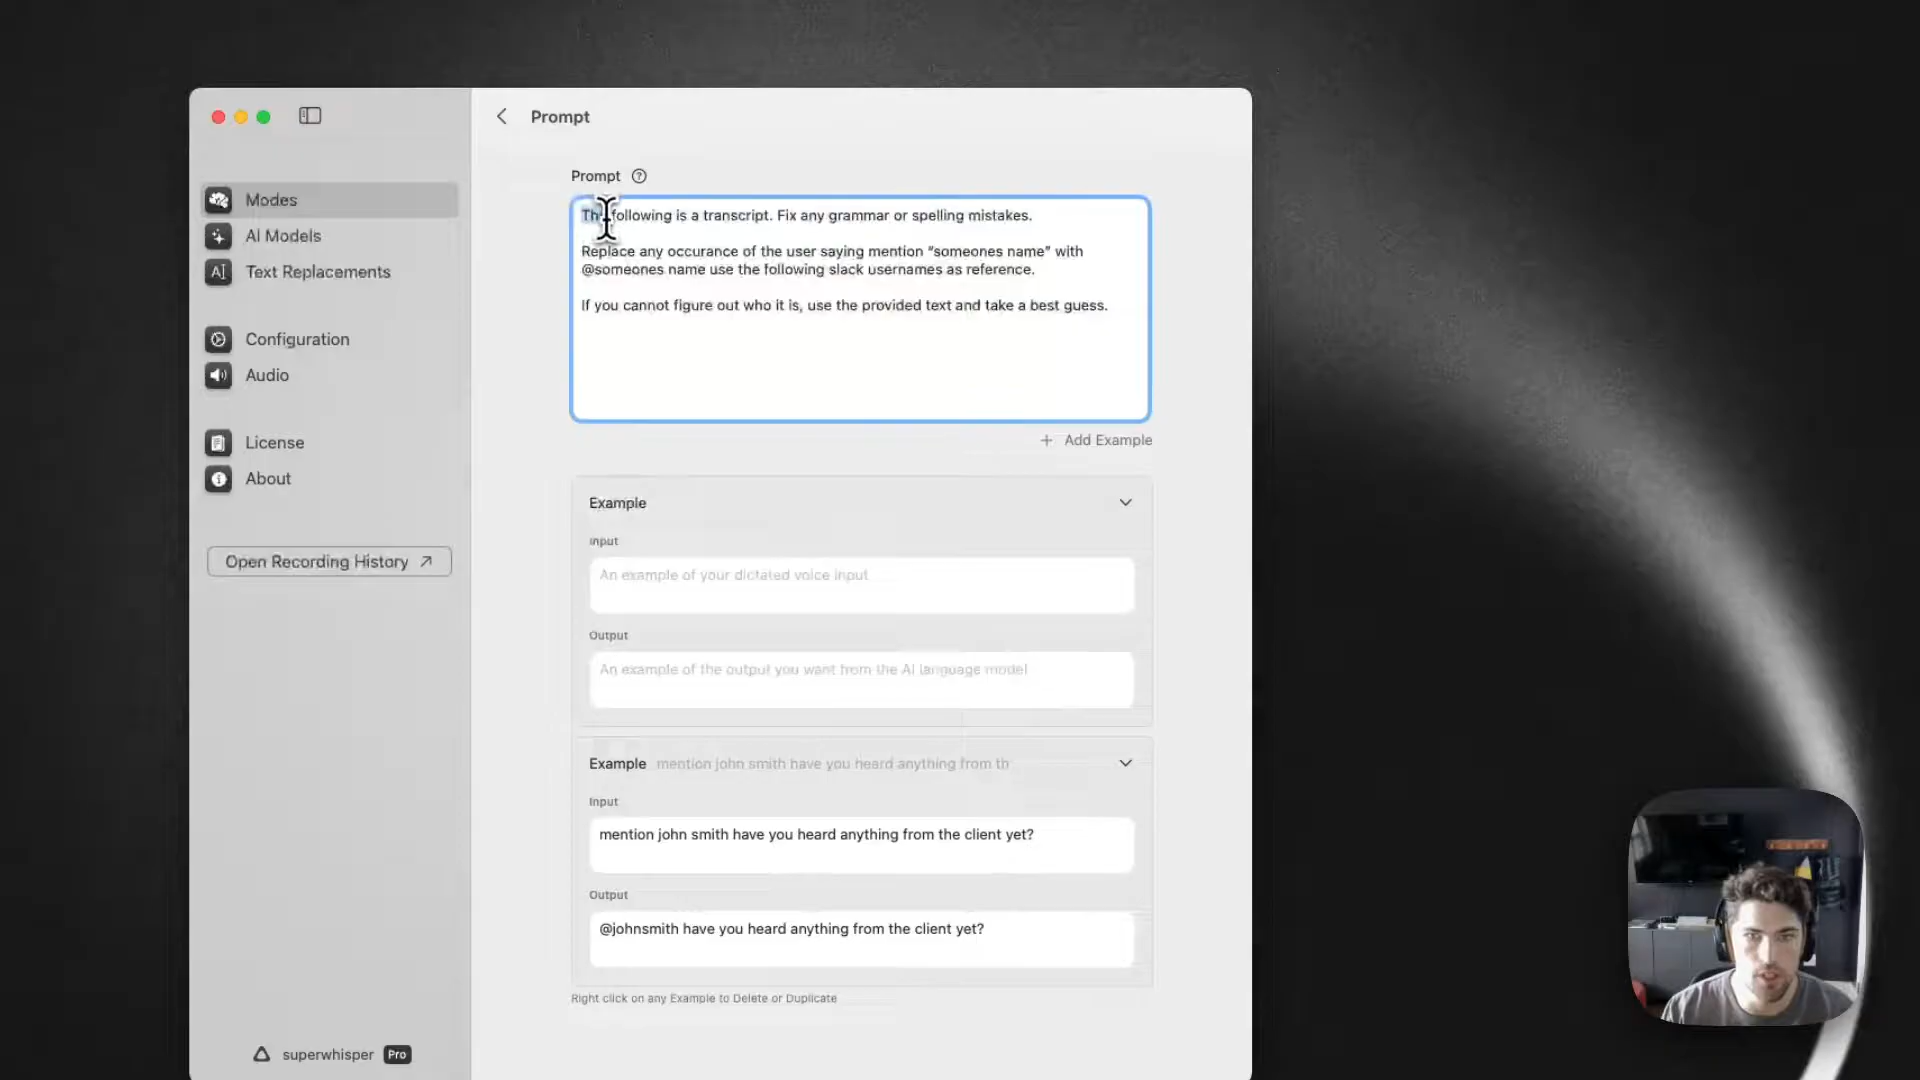 Prompt
Modes
AI Models
Text Replacements
Configuration
Audio
License
About
Open Recording History
superwhisper Pro
Prompt
The following is a transcript. Fix any grammar or spelling mistakes.
Replace any occurance of the user saying mention “someones name” with
@someones name use the following slack usernames as reference.
If you cannot figure out who it is, use the provided text and take a best guess.
Add Example
Example
Input
An example of your dictated voice input
Output
An example of the output you want from the AI language model
Example mention john smith have you heard anything from th
Input
mention john smith have you heard anything from the client yet?
Output
@johnsmith have you heard anything from the client yet?
Right click on any Example to Delete or Duplicate